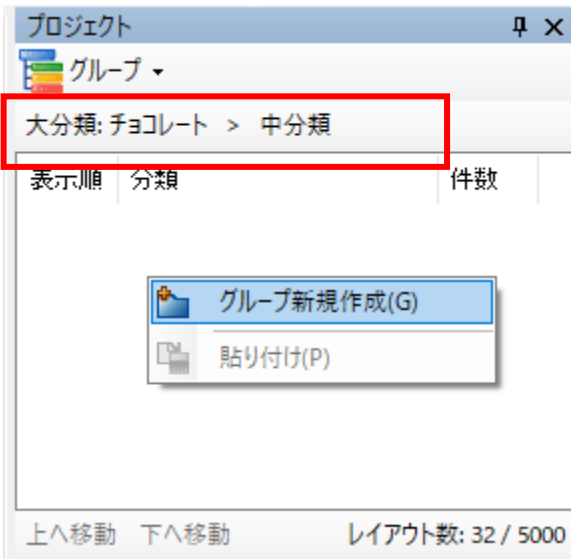 プロジェクト
グループ
大分類: チョコレート > 中分類
表示順 分類 件数
グループ新規作成(G)
貼り付け(P)
上へ移動 下へ移動 レイアウト数: 32 / 5000